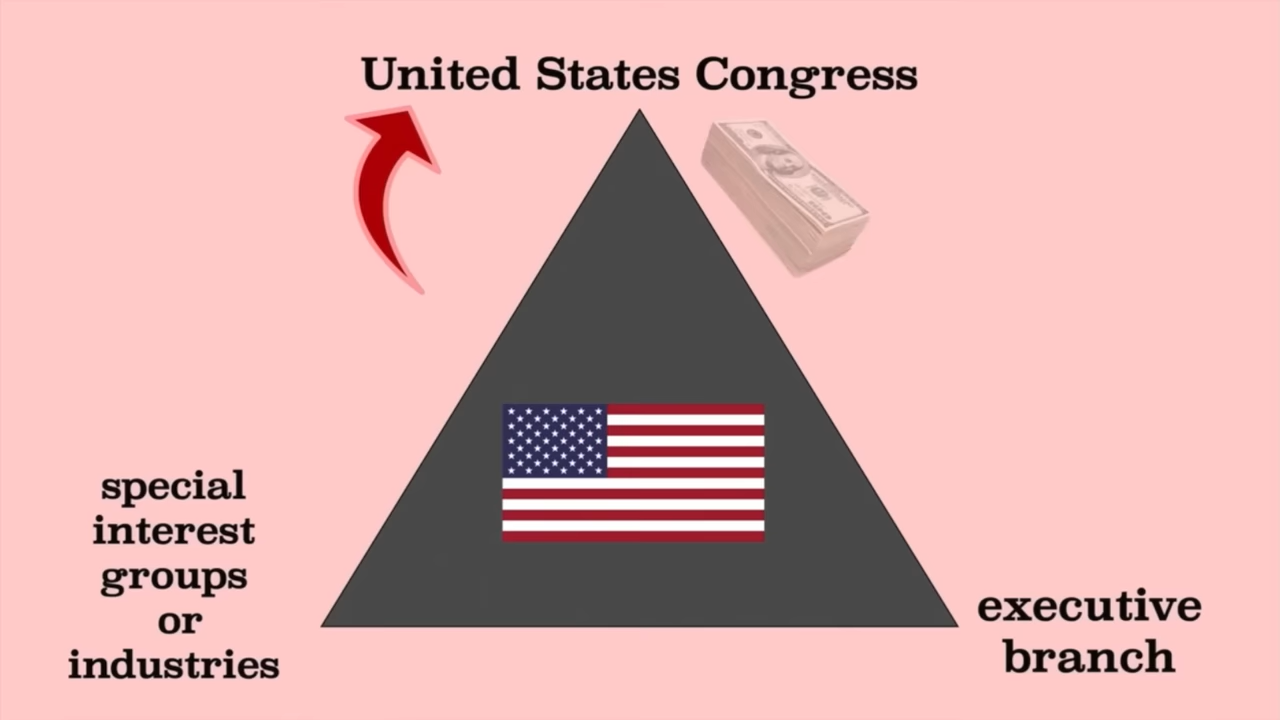 United States Congress
special
interest
groups
or
industries
executive
branch